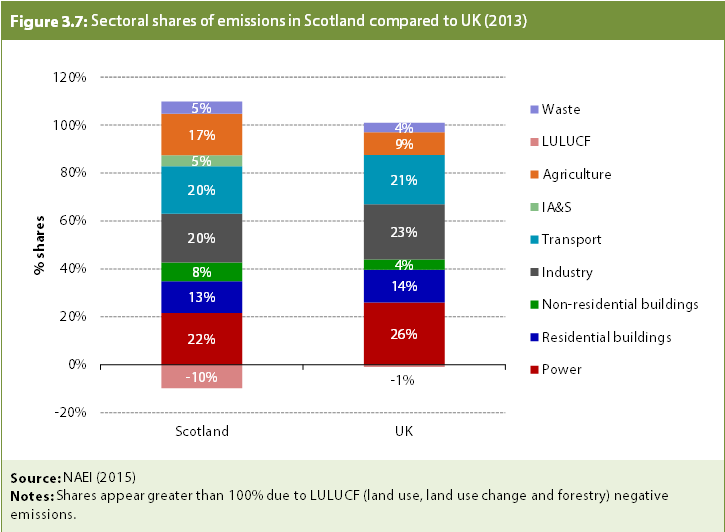 Figure 3.7: Sectoral shares of emissions in Scotland compared to UK (2013)
120%
100%
80%
60%
40%
20%
0%
-20%
% shares
5%
17%
5%
20%
20%
8%
13%
22%
-10%
4%
9%
21%
23%
4%
14%
26%
-1%
Scotland
UK
Waste
LULUCF
Agriculture
IA&S
Transport
Industry
Non-residential buildings
Residential buildings
Power
Source: NAEI (2015)
Notes: Shares appear greater than 100% due to LULUCF (land use, land use change and forestry) negative
emissions.